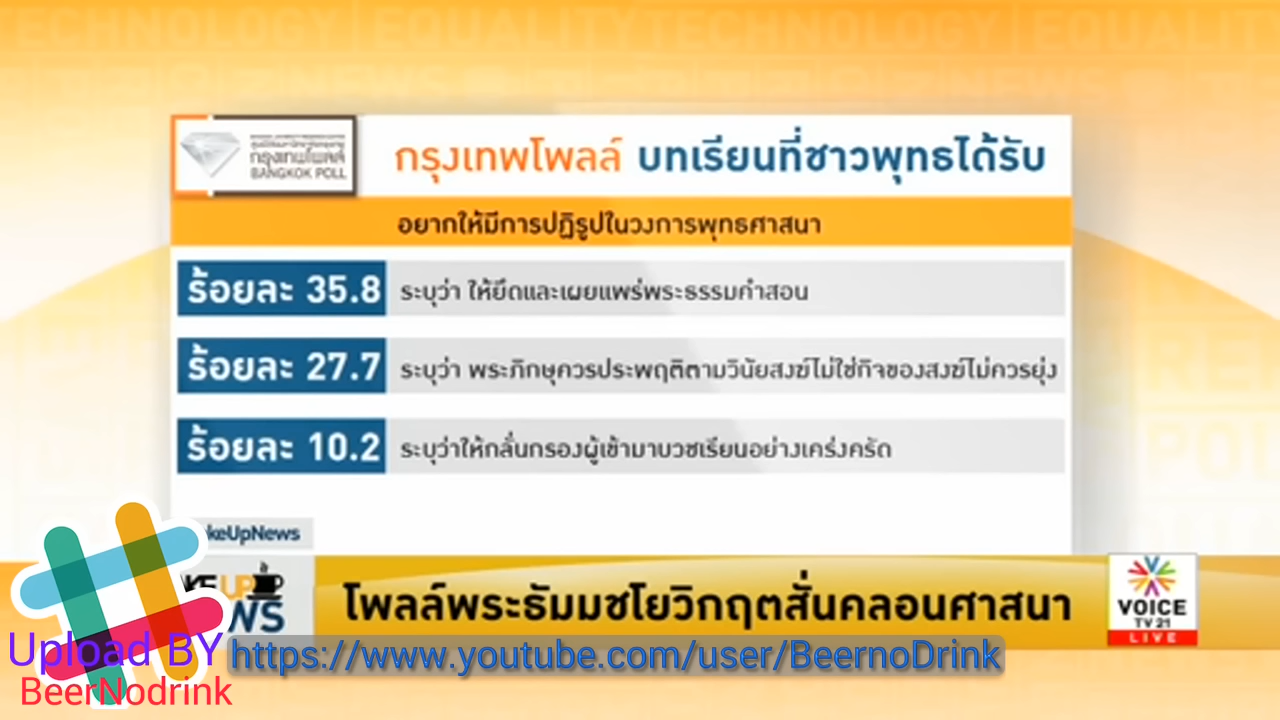 ECHNOLOGY | EQUALITY TECHNOLOGY | EQUALITY
กรุงเทพโพลล์
BANGKOK POLL
กรุงเทพโพลล์ บทเรียนที่ชาวพุทธได้รับ
อยากให้มีการปฏิรูปในวงการพุทธศาสนา
ร้อยละ 35.8 ระบุว่า ให้ยึดและเผยแพร่พระธรรมคำสอน
ร้อยละ 27.7 ระบุว่า พระภิกษุควรประพฤติตามวินัยสงฆ์ไม่ใช่กิจของสงฆ์ไม่ควรยุ่ง
ร้อยละ 10.2 ระบุว่าให้กลั่นกรองผู้เข้ามาบวชเรียนอย่างเคร่งครัด
keUpNews
KE UP
WS
โพลล์พระธัมมชโยวิกฤตสั่นคลอนศาสนา
VOICE
TV 21
LIVE
Upload BY https://www.youtube.com/user/BeernoDrink
BeerNodrink